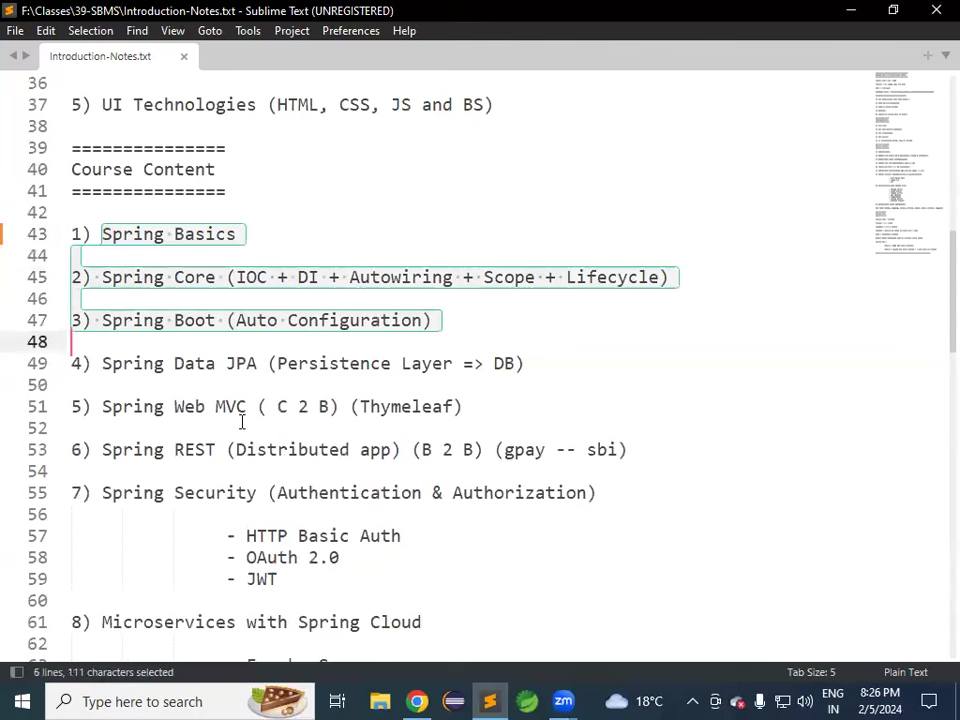 F:\Classes\39-SBMS\Introduction-Notes.txt - Sublime Text (UNREGISTERED)
File Edit Selection Find View Goto Tools Project Preferences Help
Introduction-Notes.txt
36
37 5) UI Technologies (HTML, CSS, JS and BS)
38
39 ===============
40 Course Content
41 ===============
42
43 1) Spring Basics
44
45 2) Spring Core (IOC + DI + Autowiring + Scope + Lifecycle)
46
47 3) Spring Boot (Auto Configuration)
48
49 4) Spring Data JPA (Persistence Layer => DB)
50
51 5) Spring Web MVC ( C 2 B) (Thymeleaf)
52
53 6) Spring REST (Distributed app) (B 2 B) (gpay -- sbi)
54
55 7) Spring Security (Authentication & Authorization)
56
57 - HTTP Basic Auth
58 - OAuth 2.0
59 - JWT
60
61 8) Microservices with Spring Cloud
62
6 lines, 111 characters selected Tab Size: 5 Plain Text
Type here to search 18°C ENG 8:26 PM
IN 2/5/2024